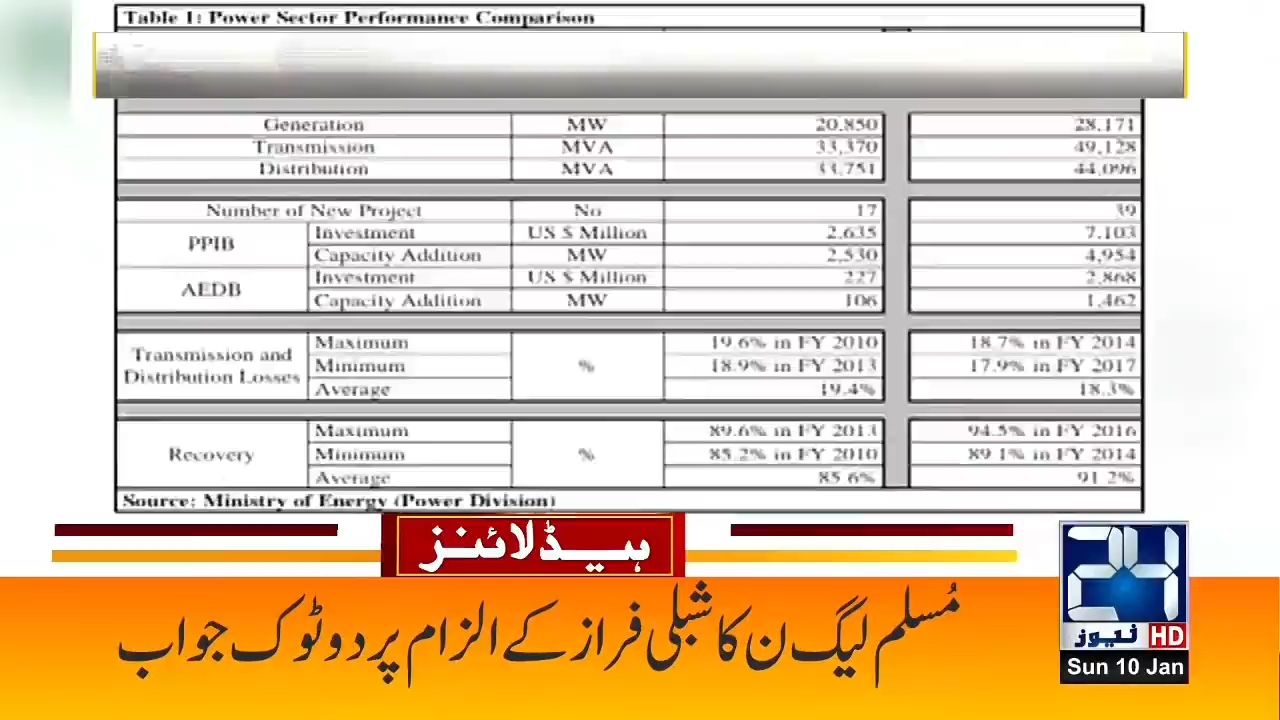 Table 1: Power Sector Performance Comparison
Generation MW 20,850 28,171
Transmission MVA 33,370 49,128
Distribution MVA 33,751 44,096
Number of New Project No 17 39
PPIB Investment US $ Million 2,635 7,103
Capacity Addition MW 2,530 4,954
AEDB Investment US $ Million 227 2,868
Capacity Addition MW 106 1,462
Transmission and Distribution Losses Maximum % 19.6% in FY 2010 18.7% in FY 2014
Minimum 18.9% in FY 2013 17.9% in FY 2017
Average 19.4% 18.3%
Recovery Maximum % 89.6% in FY 2013 94.5% in FY 2016
Minimum 85.2% in FY 2010 89.1% in FY 2014
Average 85.6% 91.2%
Source: Ministry of Energy (Power Division)
ہیڈلائنز
مُسلم لیگ ن کا شبلی فراز کے الزام پر دو ٹوک جواب
24
نیوز HD
Sun 10 Jan